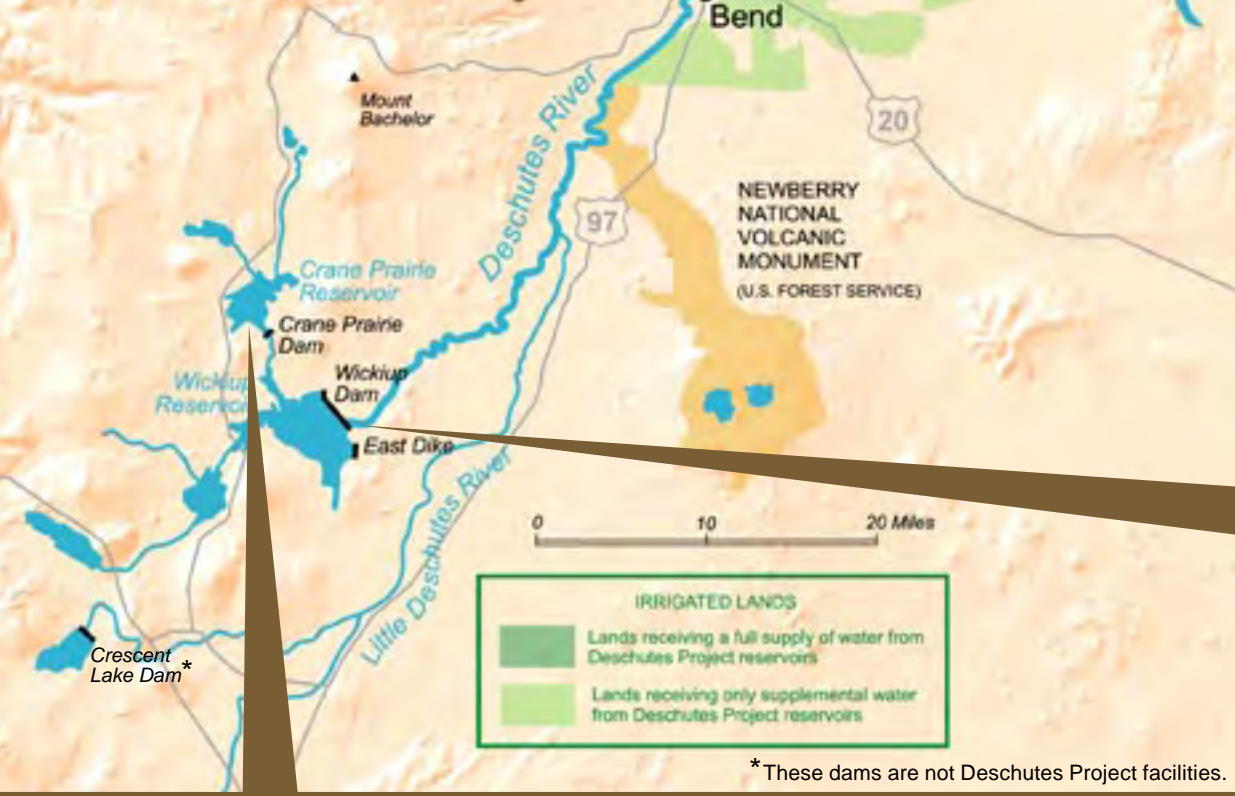 Bend
Mount
Bachelor
Deschutes River
20
97
NEWBERRY
NATIONAL
VOLCANIC
MONUMENT
(U.S. FOREST SERVICE)
Crane Prairie
Reservoir
Crane Prairie
Dam
Wickiup
Dam
Wickiup
Reservoir
East Dike
Little Deschutes River
0 10 20 Miles
IRRIGATED LANDS
Lands receiving a full supply of water from
Deschutes Project reservoirs
Lands receiving only supplemental water
from Deschutes Project reservoirs
Crescent
Lake Dam*
*These dams are not Deschutes Project facilities.